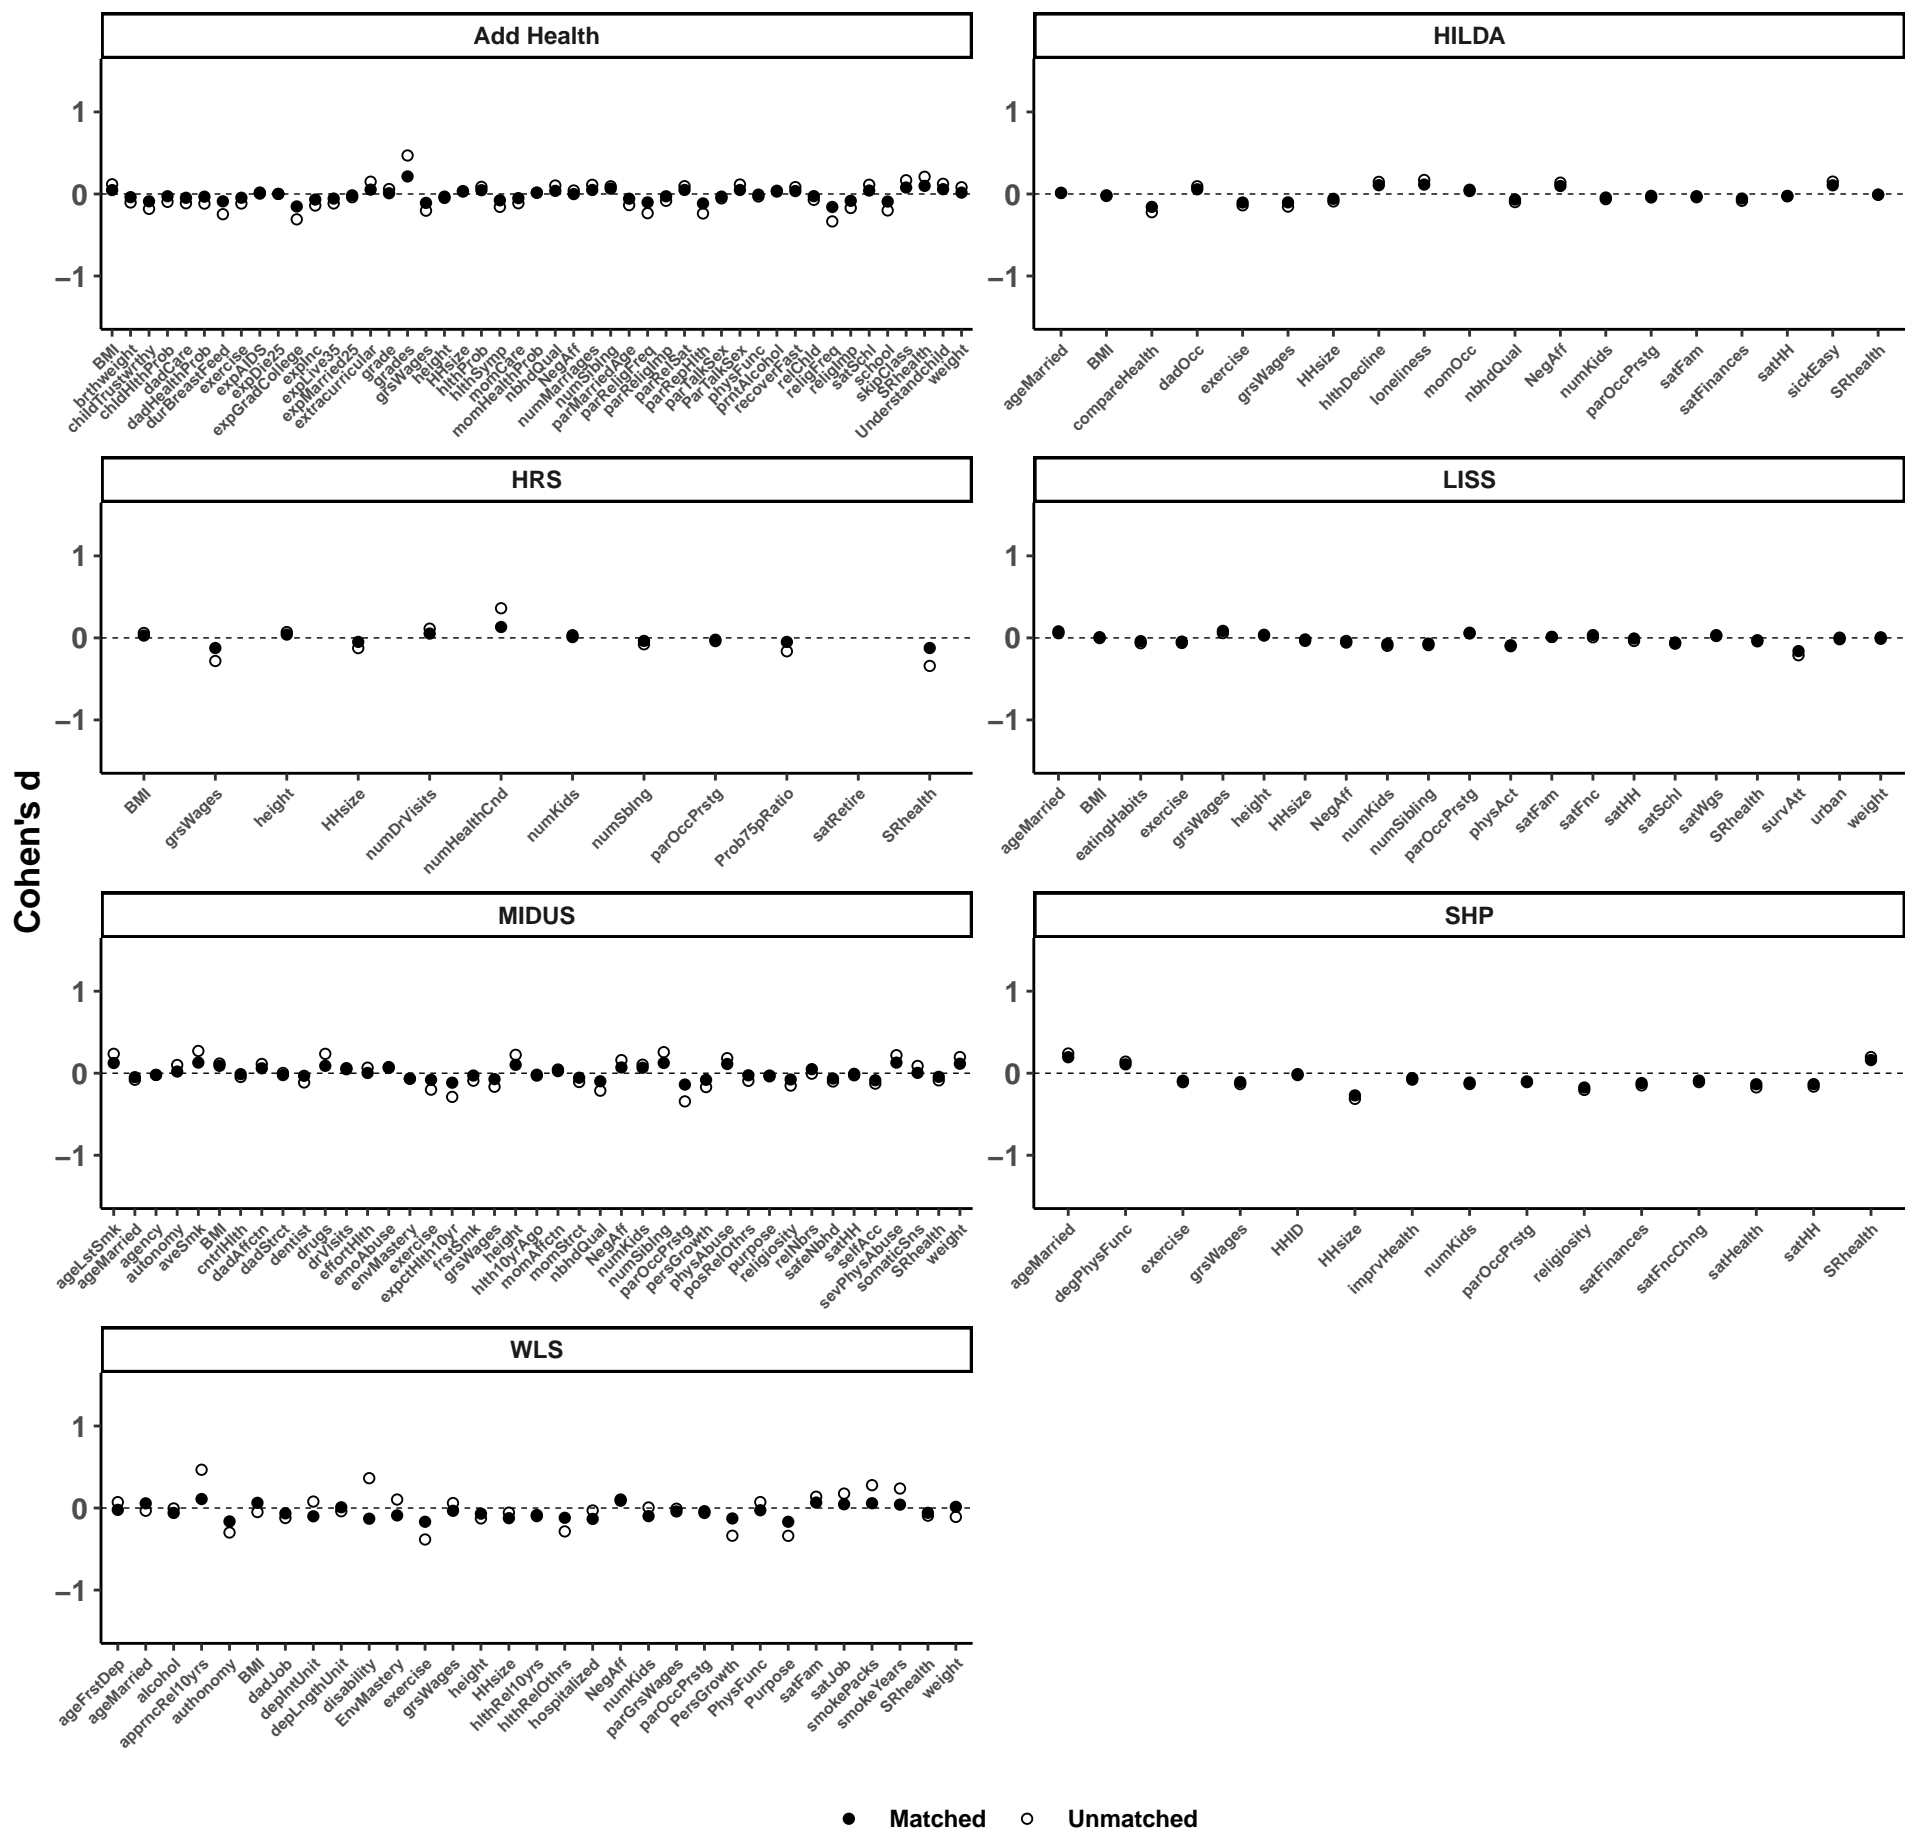 Add Health
1
0
−1
BMI
brthweight
childTrustwrthy
chldHlthProb
dadCare
dadHealthProb
durBreastFeed
exercise
expAIDS
expDie25
expGradCollege
expInc
expLive35
expMarried25
extracurricular
grade
grades
grsWages
height
HHsize
hlthProb
hlthSymp
momCare
momHealthProb
nbhdQual
NegAff
numMarriages
numSiblng
parMarriedAge
parReligFreq
parReligImp
parRelSat
parRepHlth
parTalkSex
ParTalkSex
physFunc
prnAlcohol
recoverFast
relChld
religFreq
religImp
satSchl
school
skipClass
SRhealth
Understandchild
weight
HILDA
1
0
−1
ageMarried
BMI
compareHealth
dadOcc
exercise
grsWages
HHsize
hlthDecline
loneliness
momOcc
nbhdQual
NegAff
numKids
parOccPrstg
satFam
satFinances
satHH
sickEasy
SRhealth
HRS
1
0
−1
BMI
grsWages
height
HHsize
numDrVisits
numHealthCnd
numKids
numSiblng
parOccPrstg
Prob75pRatio
satRetire
SRhealth
LISS
1
0
−1
ageMarried
BMI
eatingHabits
exercise
grsWages
height
HHsize
NegAff
numKids
numSibling
parOccPrstg
physAct
satFam
satFnc
satHH
satSchl
satWgs
SRhealth
survAtt
urban
weight
Cohen's d
MIDUS
1
0
−1
ageLstSmk
ageMarried
agency
autonomy
aveSmk
BMI
cntrlHlth
dadAffctn
dadStrct
dentist
drugs
drVisits
effortHlth
emoAbuse
envMastery
exercise
expctHlth10yr
frstSmk
grsWages
height
hlth10yrAgo
momAffctn
momStrct
nbhdQual
NegAff
numKids
numSiblng
parOccPrstg
persGrowth
physAbuse
posRelOthrs
purpose
religiosity
relNbrs
safeNbhd
satHH
selfAcc
sevPhysAbuse
somaticSns
SRhealth
weight
SHP
1
0
−1
ageMarried
degPhysFunc
exercise
grsWages
HHID
HHsize
imprvHealth
numKids
parOccPrstg
religiosity
satFinances
satFncChng
satHealth
satHH
SRhealth
WLS
1
0
−1
ageFrstDep
ageMarried
alcohol
apprncRel10yrs
authonomy
BMI
dadJob
depIntUnit
depLngthUnit
disability
EnvMastery
exercise
grsWages
height
HHsize
hlthRel10yrs
hlthRelOthrs
hospitalized
NegAff
numKids
parGrsWages
parOccPrstg
PersGrowth
PhysFunc
Purpose
satFam
satJob
smokePacks
smokeYears
SRhealth
weight
Matched
Unmatched